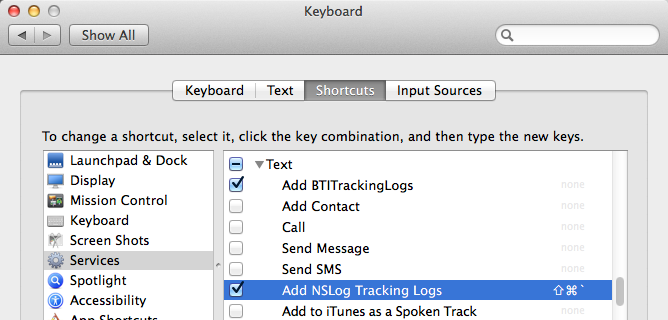 Keyboard
Show All
Keyboard Text Shortcuts Input Sources
To change a shortcut, select it, click the key combination, and then type the new keys.
Launchpad & Dock
Display
Mission Control
Keyboard
Screen Shots
Services
Spotlight
Accessibility
App Shortcuts
Text
Add BTITrackingLogs none
Add Contact none
Call none
Send Message none
Send SMS none
Add NSLog Tracking Logs ⇧⌘`
Add to iTunes as a Spoken Track none